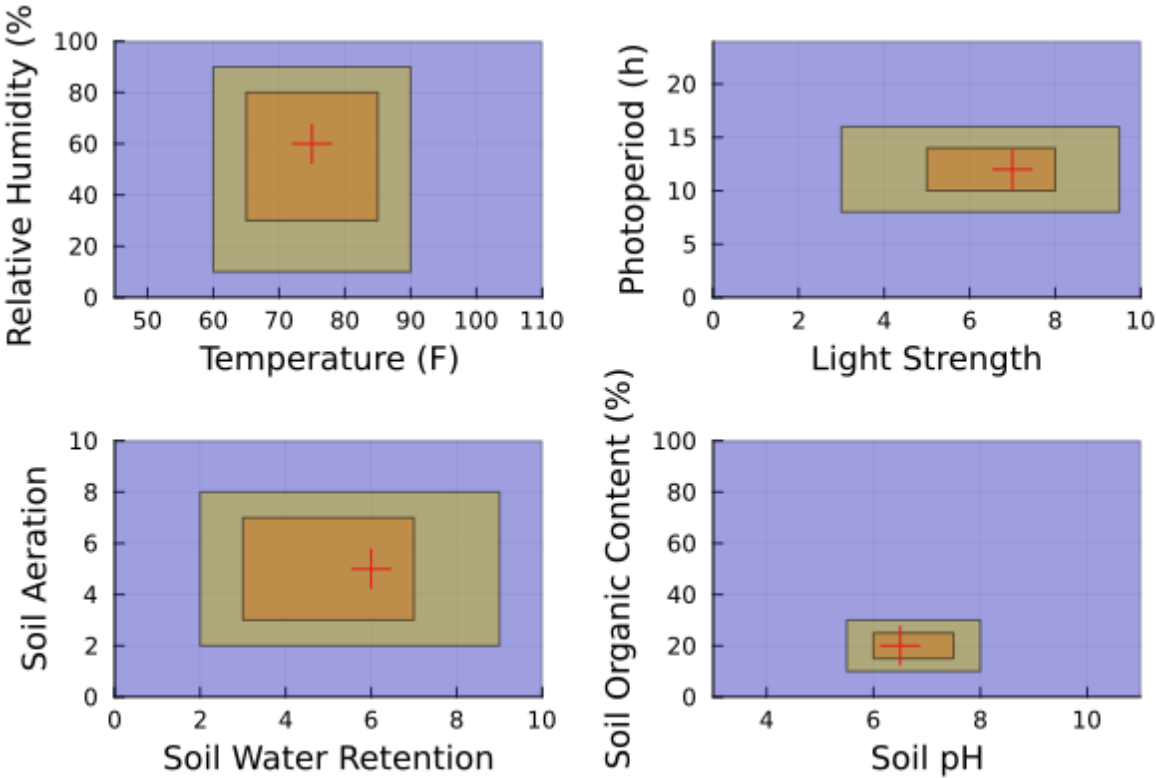 Relative Humidity (%
100
80
60
40
20
0
50 60 70 80 90 100 110
Temperature (F)
Photoperiod (h)
20
15
10
5
0
0 2 4 6 8 10
Light Strength
Soil Aeration
10
8
6
4
2
0
0 2 4 6 8 10
Soil Water Retention
Soil Organic Content (%)
100
80
60
40
20
0
4 6 8 10
Soil pH